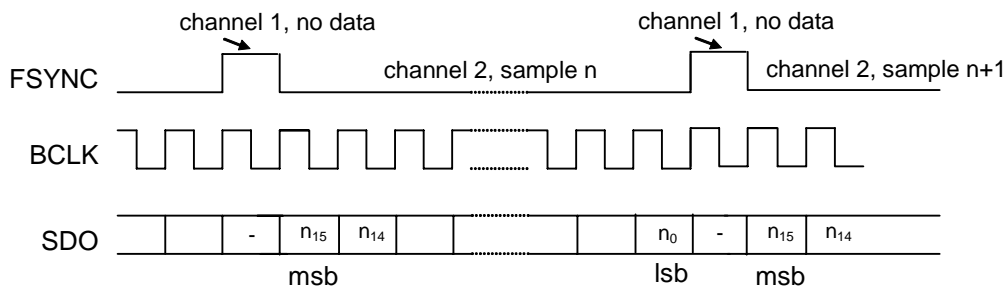 channel 1, no data channel 1, no data
FSYNC channel 2, sample n channel 2, sample n+1
BCLK
SDO - n₁₅ n₁₄ n₀ - n₁₅ n₁₄
msb lsb msb